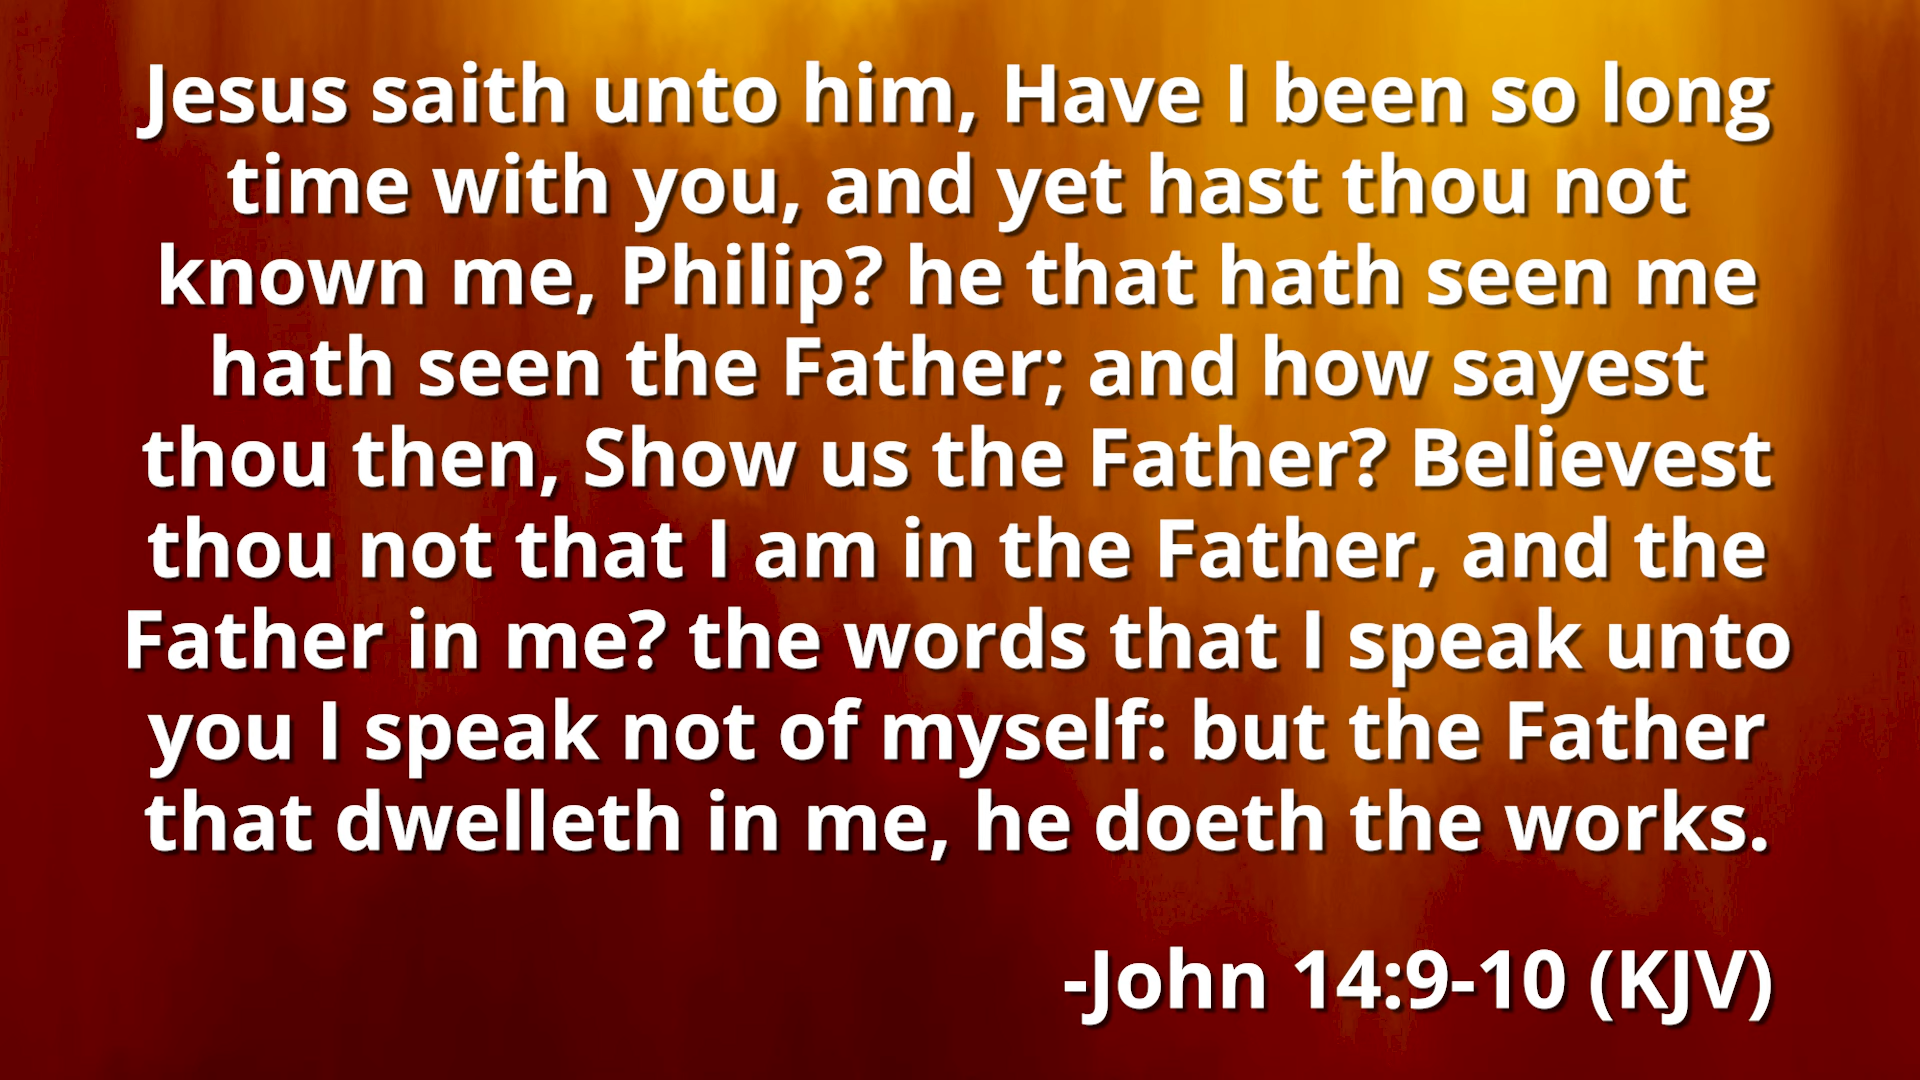 Jesus saith unto him, Have I been so long
time with you, and yet hast thou not
known me, Philip? he that hath seen me
hath seen the Father; and how sayest
thou then, Show us the Father? Believest
thou not that I am in the Father, and the
Father in me? the words that I speak unto
you I speak not of myself: but the Father
that dwelleth in me, he doeth the works.
-John 14:9-10 (KJV)